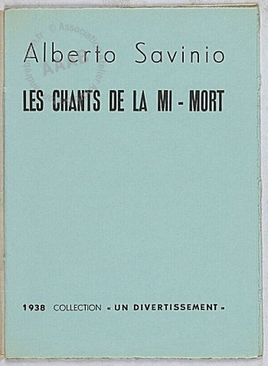 Alberto Savinio
LES CHANTS DE LA MI - MORT
1938 COLLECTION « UN DIVERTISSEMENT »